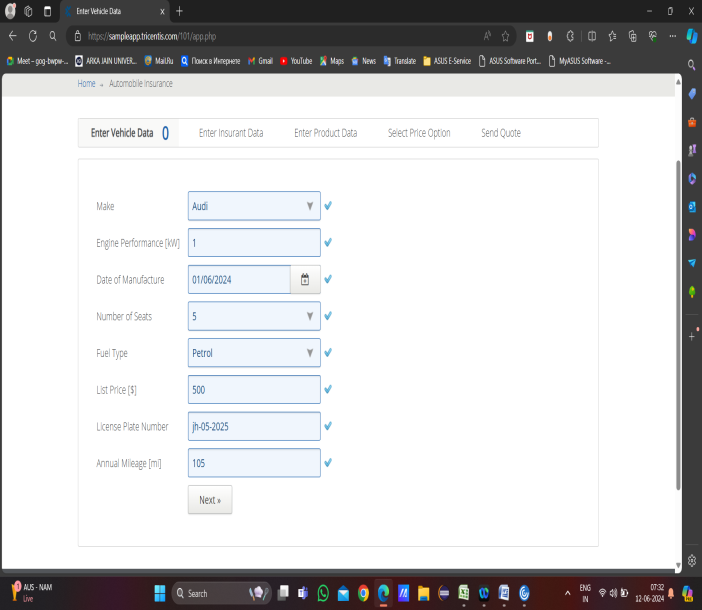 Enter Vehicle Data
https://sampleapp.tricentis.com/101/app.php
Meet – gog-bwpw-...
ARKA JAIN UNIVER...
Mail.Ru
Поиск в Интернете
Gmail
YouTube
Maps
News
Translate
ASUS E-Service
ASUS Software Port...
MyASUS Software -...
Home
Automobile Insurance
Enter Vehicle Data 0
Enter Insurant Data
Enter Product Data
Select Price Option
Send Quote
Make
Audi
Engine Performance [kW]
1
Date of Manufacture
01/06/2024
Number of Seats
5
Fuel Type
Petrol
List Price [$]
500
License Plate Number
jh-05-2025
Annual Mileage [mi]
105
Next »
1
AUS - NAM
Live
Search
ENG
IN
07:32
12-06-2024